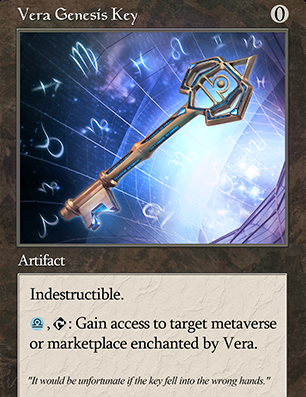 Vera Genesis Key 0
Artifact
Indestructible.
, : Gain access to target metaverse
or marketplace enchanted by Vera.
"It would be unfortunate if the key fell into the wrong hands."